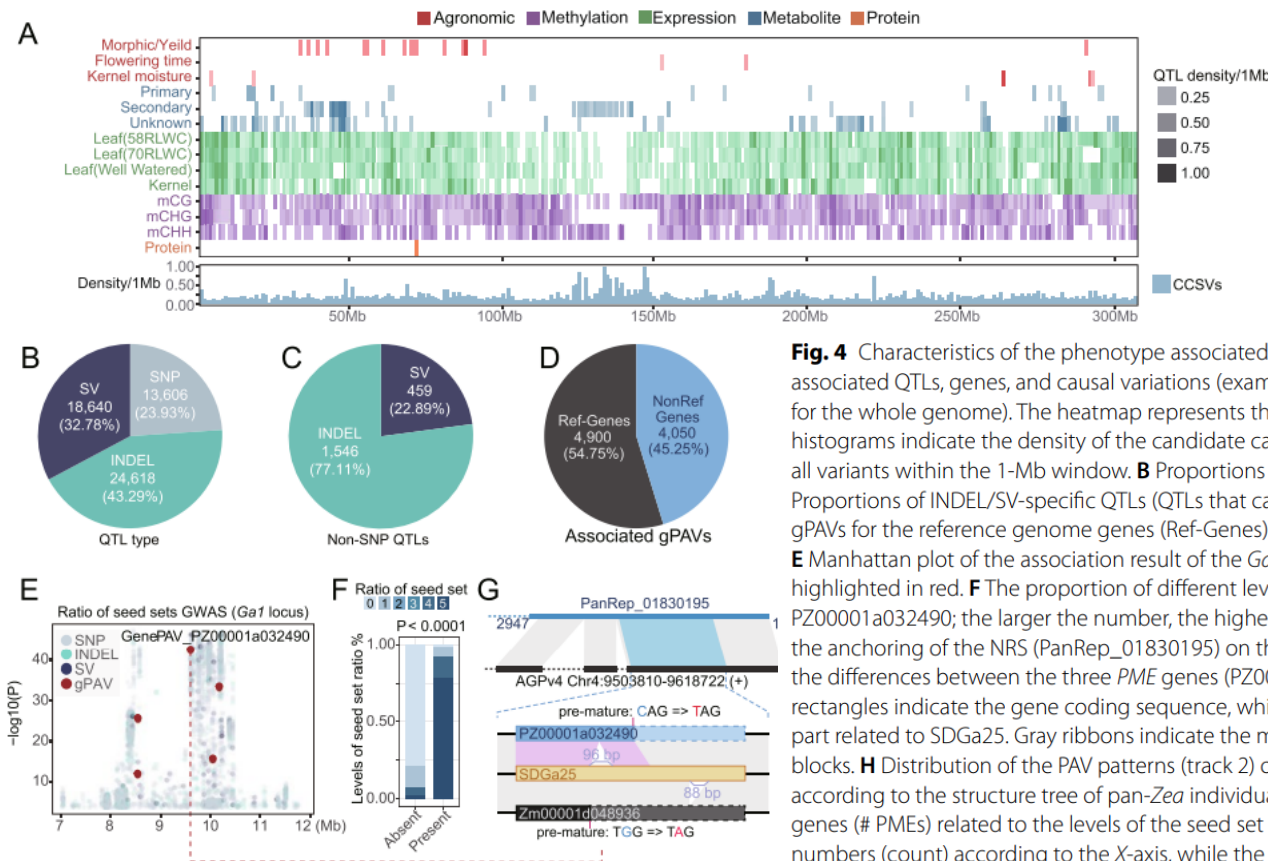 A
Agronomic Methylation Expression Metabolite Protein
Morphic/Yeild
Flowering time
Kernel moisture
Primary
Secondary
Unknown
Leaf(58RLWC)
Leaf(70RLWC)
Leaf(Well Watered)
Kernel
mCG
mCHG
mCHH
Protein
QTL density/1Mb
0.25
0.50
0.75
1.00
Density/1Mb
1.00
0.50
0.00
CCSVs
50Mb 100Mb 150Mb 200Mb 250Mb 300Mb
B
SV
18,640
(32.78%)
SNP
13,606
(23.93%)
INDEL
24,618
(43.29%)
QTL type
C
SV
459
(22.89%)
INDEL
1,546
(77.11%)
Non-SNP QTLs
D
Ref-Genes
4,900
(54.75%)
NonRef
Genes
4,050
(45.25%)
Associated gPAVs
Fig. 4 Characteristics of the phenotype associated
associated QTLs, genes, and causal variations (exam
for the whole genome). The heatmap represents th
histograms indicate the density of the candidate ca
all variants within the 1-Mb window. B Proportions
Proportions of INDEL/SV-specific QTLs (QTLs that ca
gPAVs for the reference genome genes (Ref-Genes)
E Manhattan plot of the association result of the Ga
highlighted in red. F The proportion of different lev
PZ00001a032490; the larger the number, the highe
the anchoring of the NRS (PanRep_01830195) on th
the differences between the three PME genes (PZ00
rectangles indicate the gene coding sequence, whi
part related to SDGa25. Gray ribbons indicate the m
blocks. H Distribution of the PAV patterns (track 2) o
according to the structure tree of pan-Zea individua
genes (# PMEs) related to the levels of the seed set
numbers (count) according to the X-axis, while the
E
Ratio of seed sets GWAS (Ga1 locus)
SNP
INDEL
SV
gPAV
GenePAV_PZ00001a032490
−log10(P)
40
30
20
10
7 8 9 10 11 12 (Mb)
F
Ratio of seed set
0 1 2 3 4 5
P < 0.0001
Levels of seed set ratio %
1.00
0.50
0.00
Absent
Present
G
PanRep_01830195
2947 1
AGPv4 Chr4:9503810-9618722 (+)
pre-mature: CAG => TAG
PZ00001a032490
96 bp
SDGa25
88 bp
Zm00001d048936
pre-mature: TGG => TAG